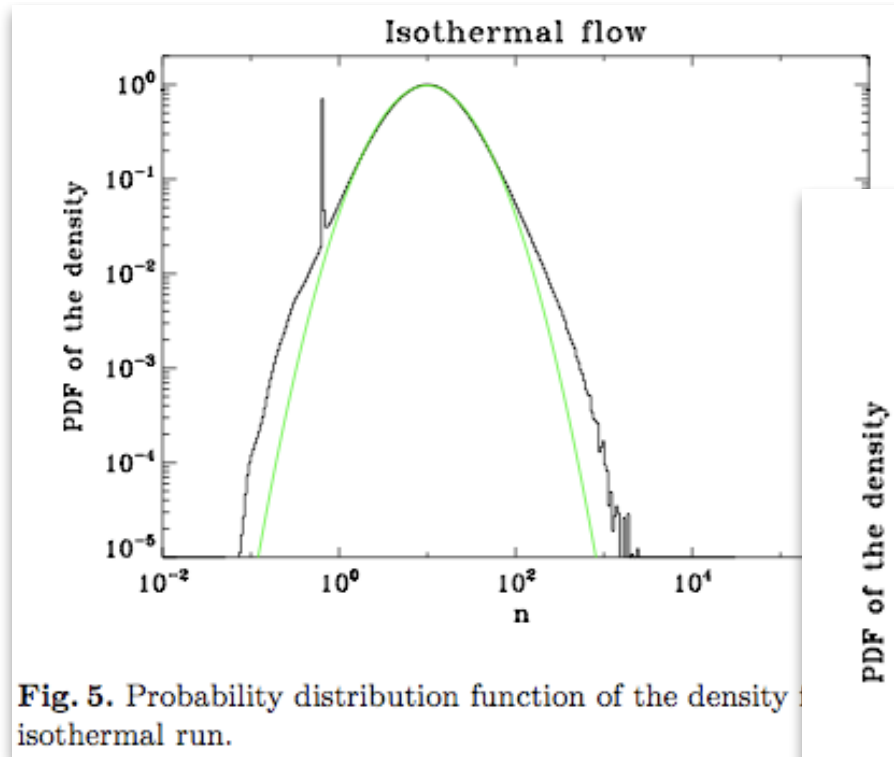 Isothermal flow
PDF of the density
10⁰
10⁻¹
10⁻²
10⁻³
10⁻⁴
10⁻⁵
10⁻² 10⁰ 10² 10⁴
n
PDF of the density
Fig. 5. Probability distribution function of the density
isothermal run.